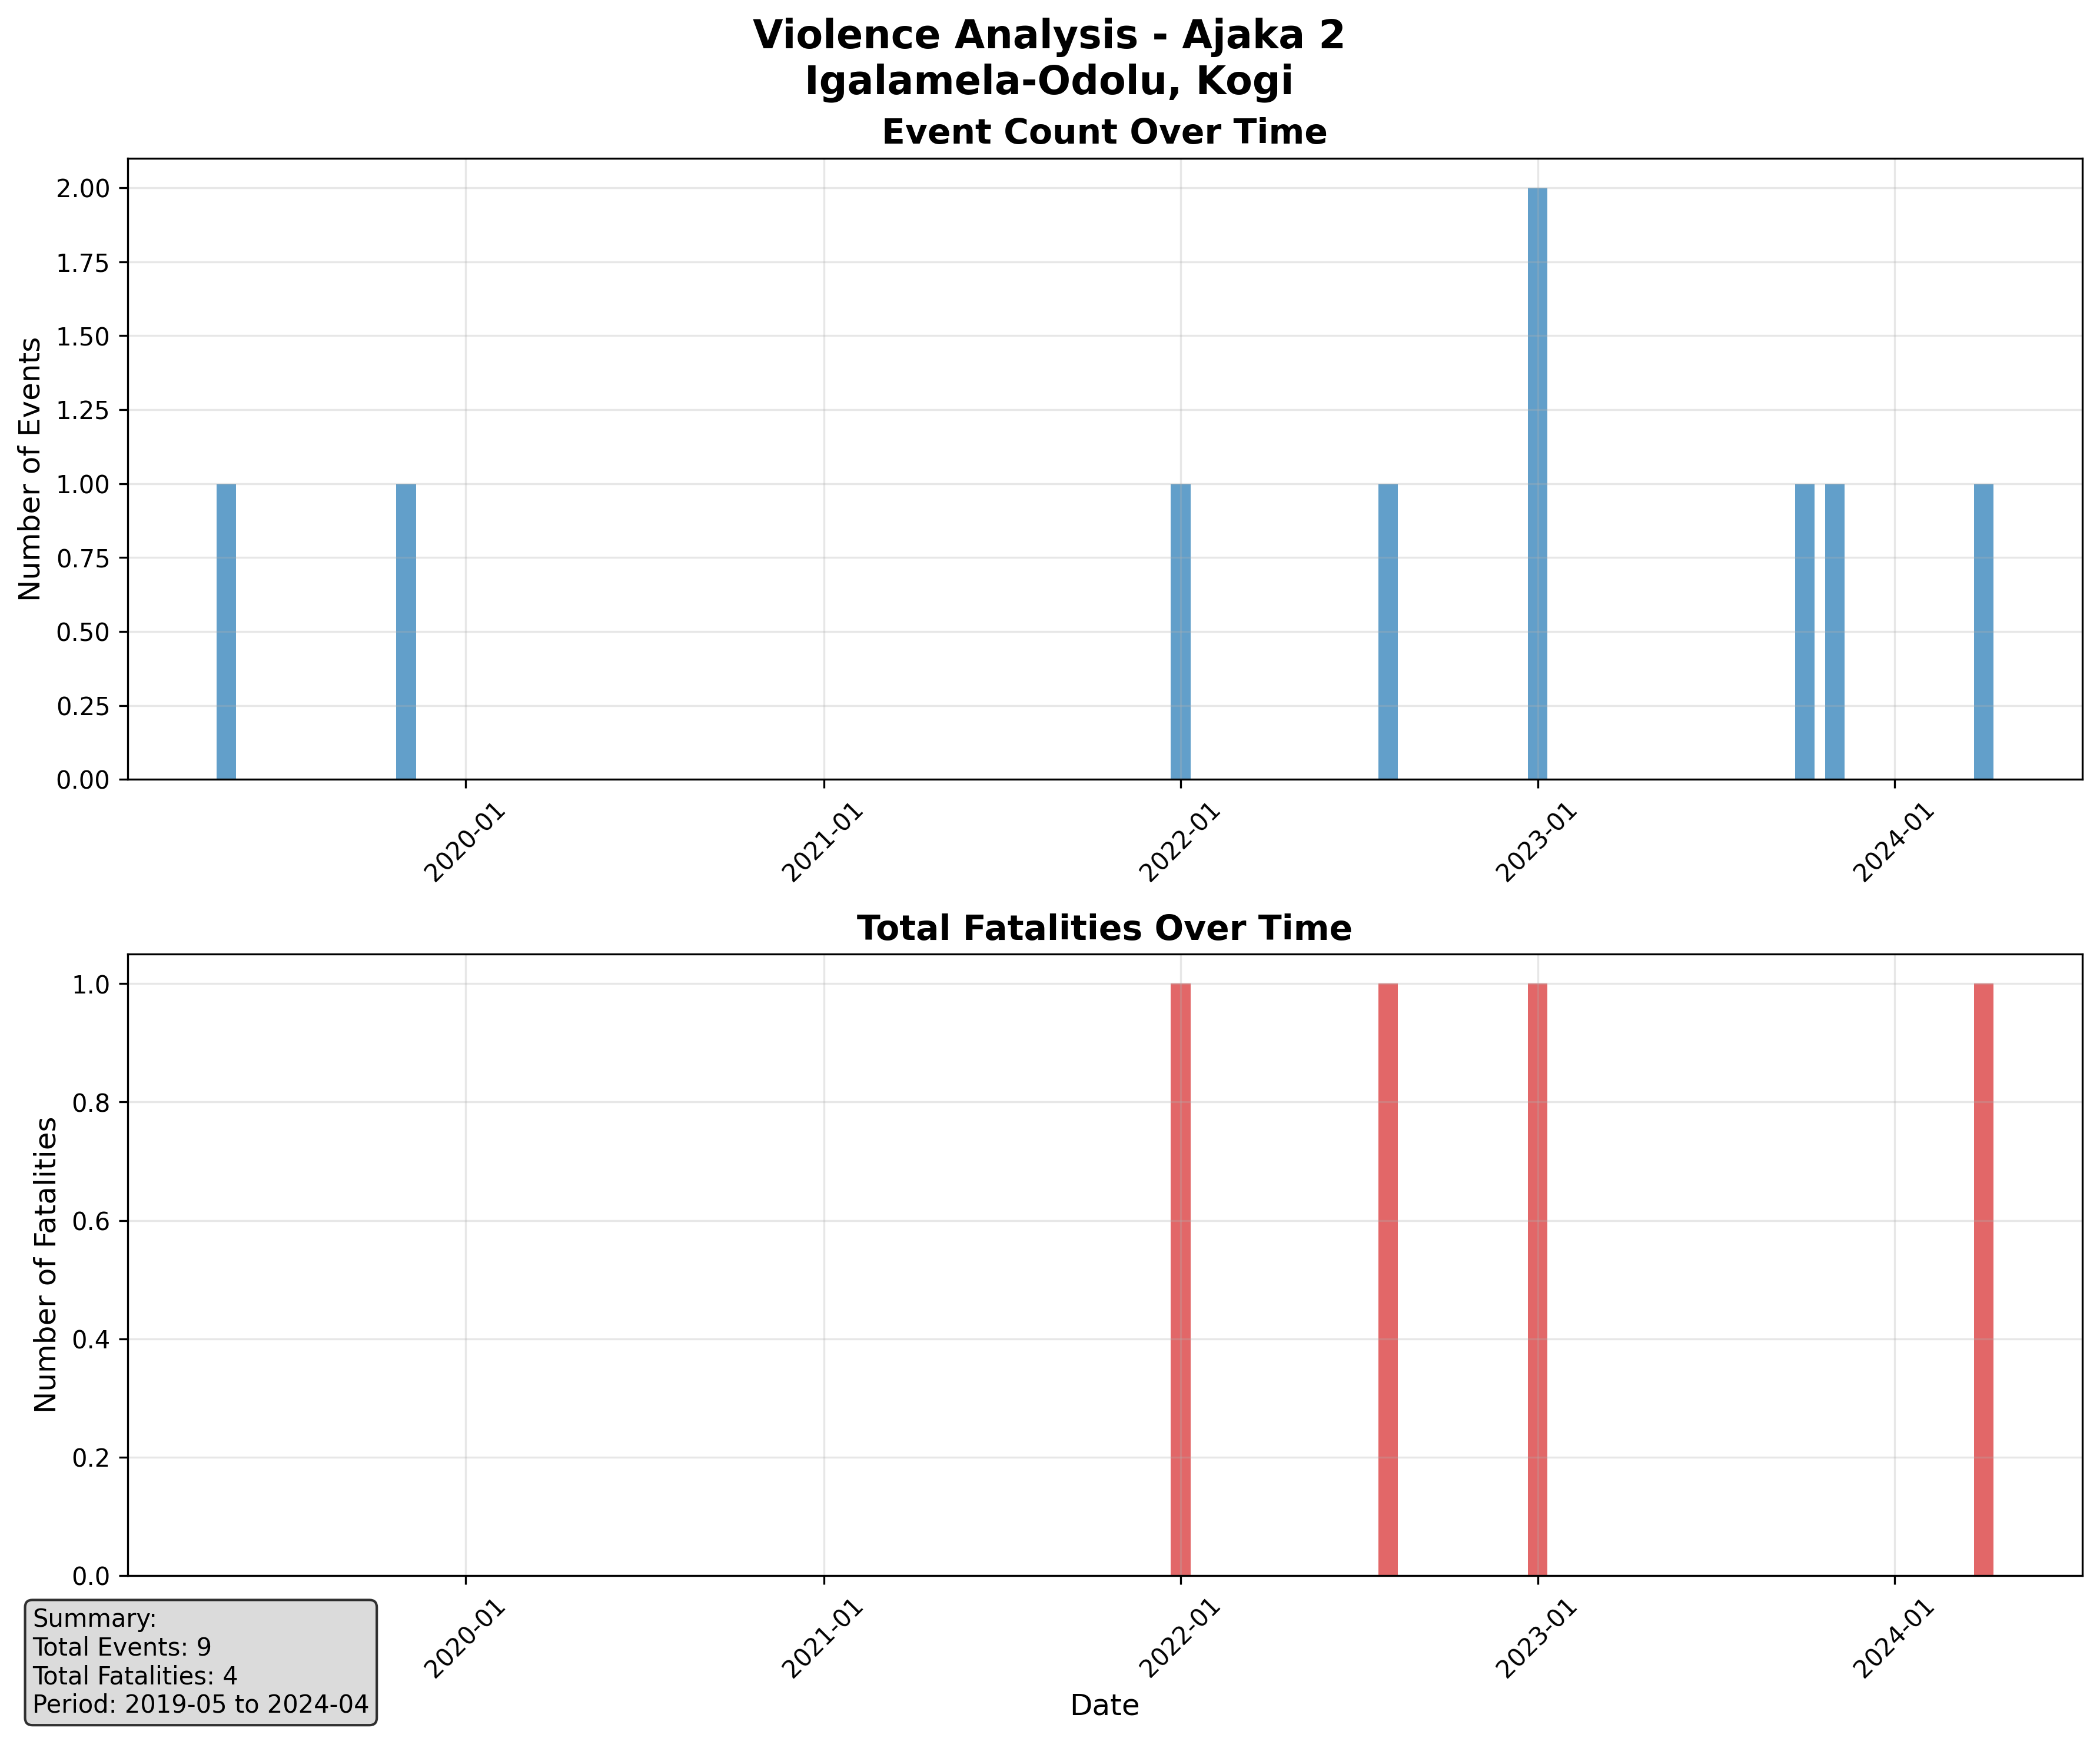 Violence Analysis - Ajaka 2
Igalamela-Odolu, Kogi
Event Count Over Time
Number of Events
2.00
1.75
1.50
1.25
1.00
0.75
0.50
0.25
0.00
2020-01
2021-01
2022-01
2023-01
2024-01
Total Fatalities Over Time
Number of Fatalities
1.0
0.8
0.6
0.4
0.2
0.0
2020-01
2021-01
2022-01
2023-01
2024-01
Date
Summary:
Total Events: 9
Total Fatalities: 4
Period: 2019-05 to 2024-04